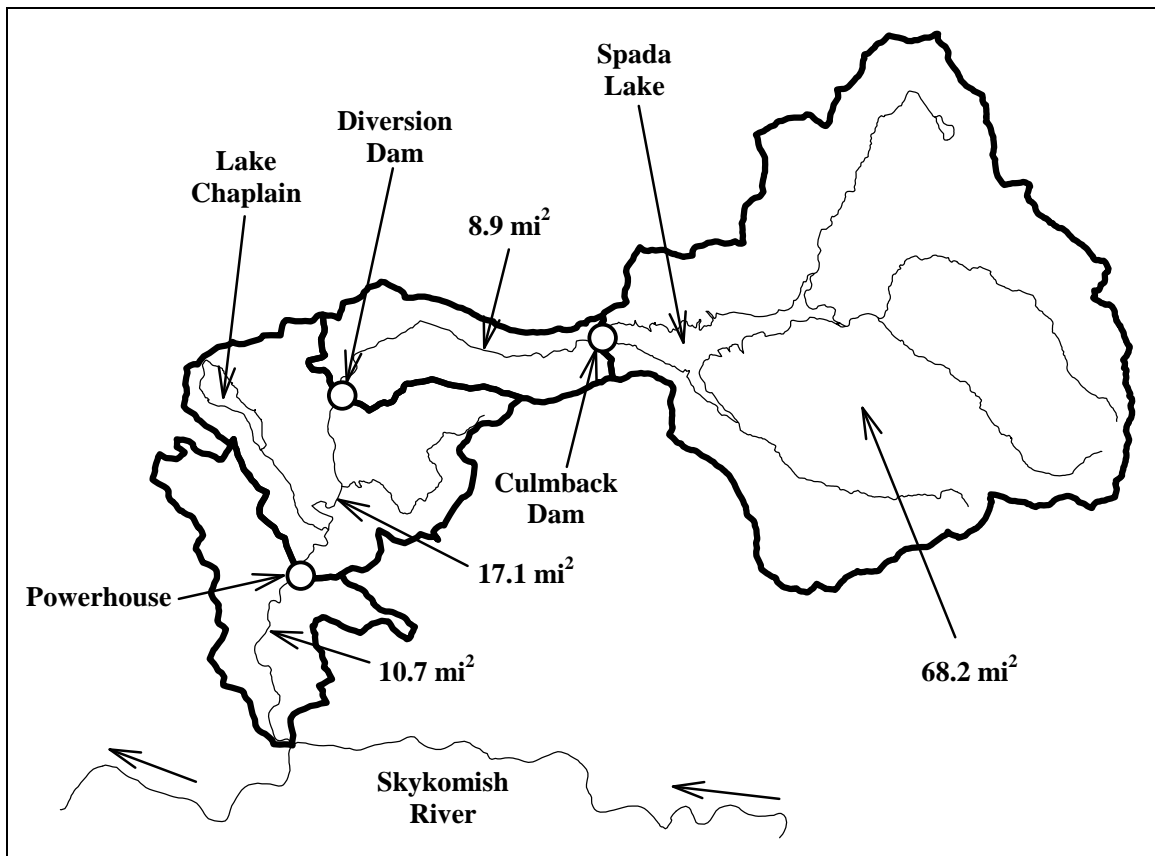 Spada
Lake
Diversion
Dam
Lake
Chaplain
8.9 mi²
Culmback
Dam
17.1 mi²
Powerhouse
10.7 mi²
68.2 mi²
Skykomish
River